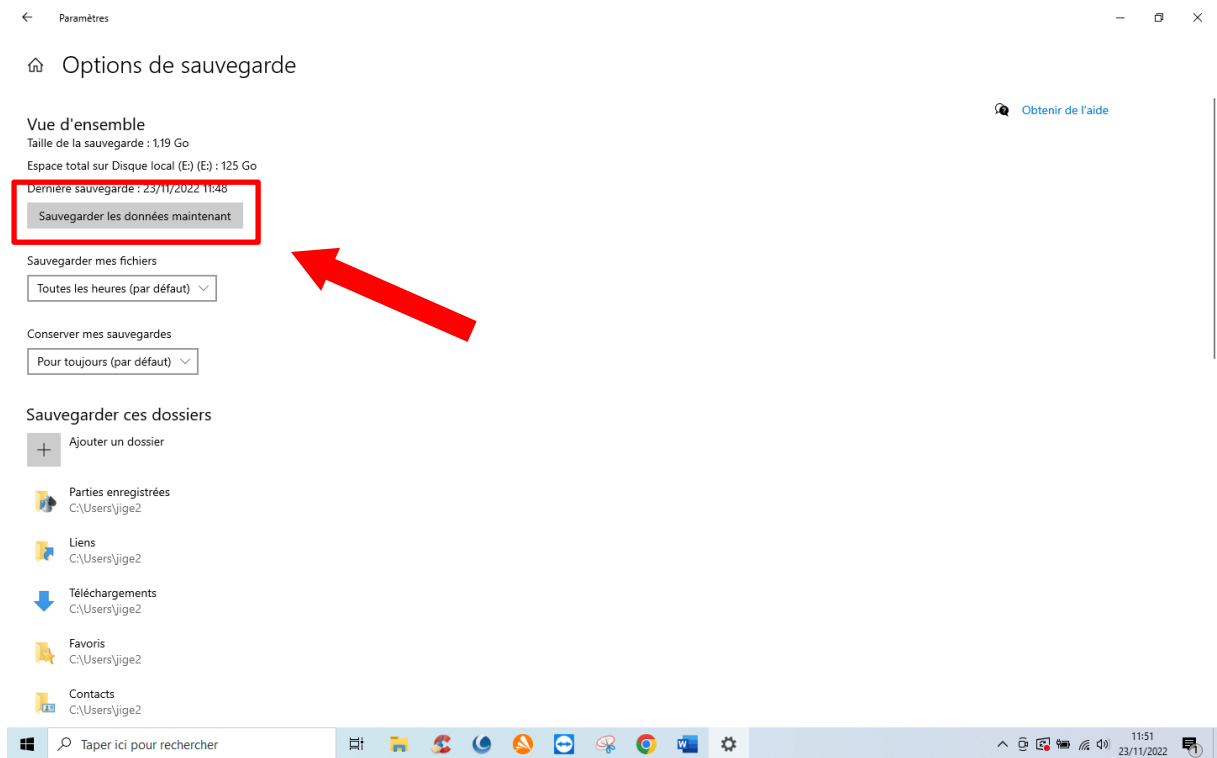 Paramètres
Options de sauvegarde
Obtenir de l'aide
Vue d'ensemble
Taille de la sauvegarde : 1,19 Go
Espace total sur Disque local (E:) (E:) : 125 Go
Dernière sauvegarde : 23/11/2022 11:48
Sauvegarder les données maintenant
Sauvegarder mes fichiers
Toutes les heures (par défaut)
Conserver mes sauvegardes
Pour toujours (par défaut)
Sauvegarder ces dossiers
Ajouter un dossier
Parties enregistrées
C:\Users\jige2
Liens
C:\Users\jige2
Téléchargements
C:\Users\jige2
Favoris
C:\Users\jige2
Contacts
C:\Users\jige2
Taper ici pour rechercher
11:51
23/11/2022
1